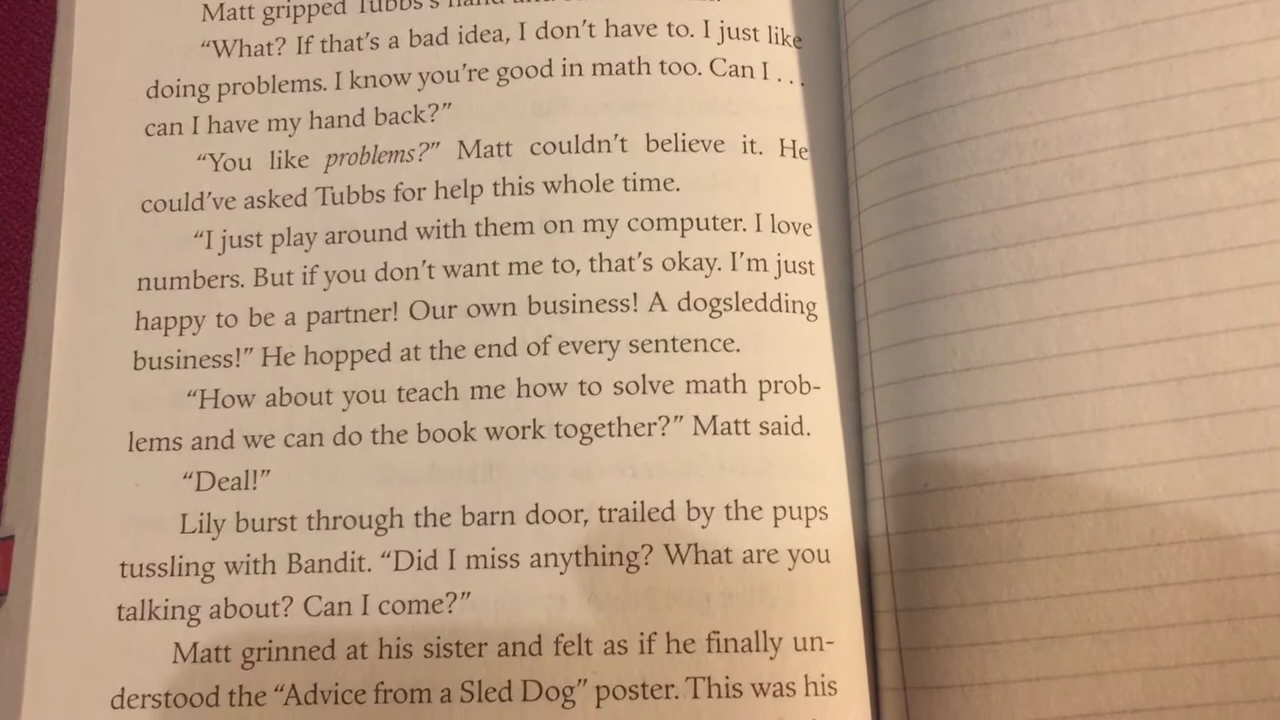 Matt gripped Tubbs's hand and
“What? If that's a bad idea, I don't have to. I just like
doing problems. I know you're good in math too. Can I . . .
can I have my hand back?”
“You like problems?” Matt couldn't believe it. He
could've asked Tubbs for help this whole time.
“I just play around with them on my computer. I love
numbers. But if you don't want me to, that's okay. I'm just
happy to be a partner! Our own business! A dogsledding
business!” He hopped at the end of every sentence.
“How about you teach me how to solve math prob-
lems and we can do the book work together?” Matt said.
“Deal!”
Lily burst through the barn door, trailed by the pups
tussling with Bandit. “Did I miss anything? What are you
talking about? Can I come?”
Matt grinned at his sister and felt as if he finally un-
derstood the “Advice from a Sled Dog” poster. This was his